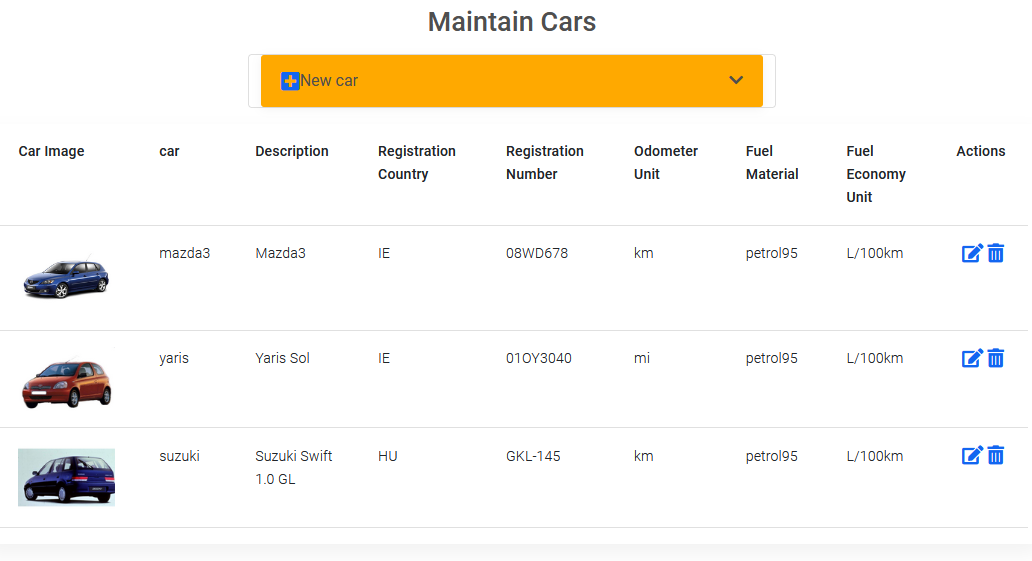 Maintain Cars
New car
Car Image car Description Registration Country Registration Number Odometer Unit Fuel Material Fuel Economy Unit Actions
mazda3 Mazda3 IE 08WD678 km petrol95 L/100km
yaris Yaris Sol IE 01OY3040 mi petrol95 L/100km
suzuki Suzuki Swift 1.0 GL HU GKL-145 km petrol95 L/100km